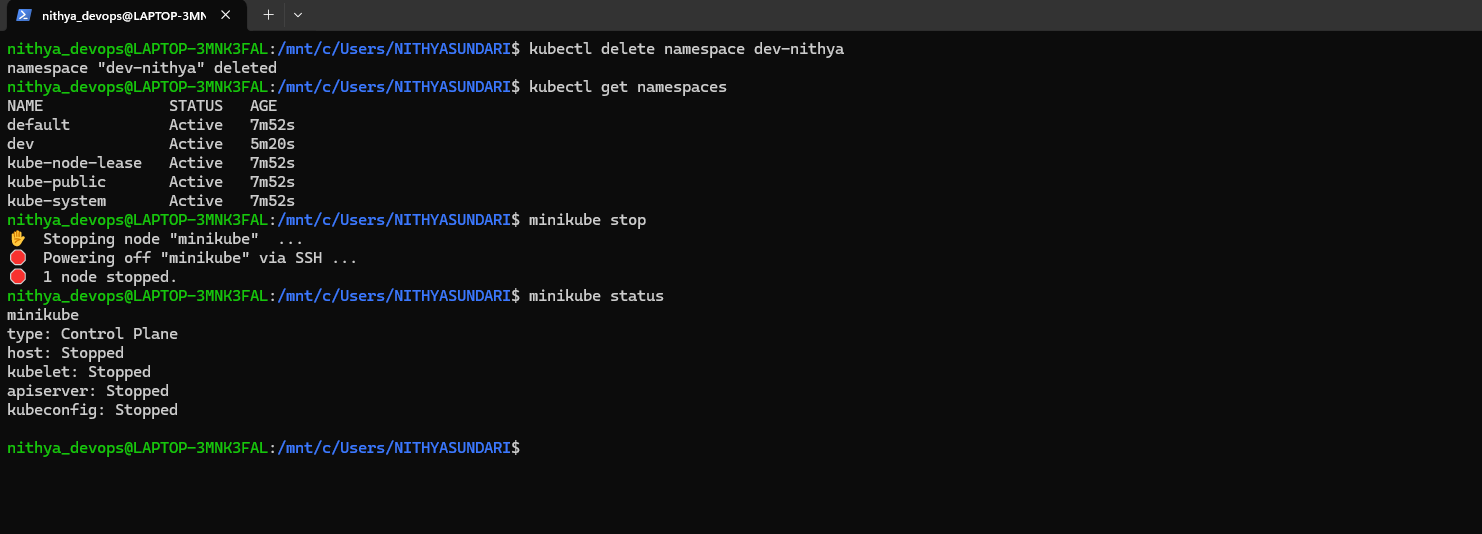 nithya_devops@LAPTOP-3MN
nithya_devops@LAPTOP-3MNK3FAL:/mnt/c/Users/NITHYASUNDARI$ kubectl delete namespace dev-nithya
namespace "dev-nithya" deleted
nithya_devops@LAPTOP-3MNK3FAL:/mnt/c/Users/NITHYASUNDARI$ kubectl get namespaces
NAME              STATUS   AGE
default           Active   7m52s
dev               Active   5m20s
kube-node-lease   Active   7m52s
kube-public       Active   7m52s
kube-system       Active   7m52s
nithya_devops@LAPTOP-3MNK3FAL:/mnt/c/Users/NITHYASUNDARI$ minikube stop
✋  Stopping node "minikube"  ...
🛑  Powering off "minikube" via SSH ...
🛑  1 node stopped.
nithya_devops@LAPTOP-3MNK3FAL:/mnt/c/Users/NITHYASUNDARI$ minikube status
minikube
type: Control Plane
host: Stopped
kubelet: Stopped
apiserver: Stopped
kubeconfig: Stopped
nithya_devops@LAPTOP-3MNK3FAL:/mnt/c/Users/NITHYASUNDARI$